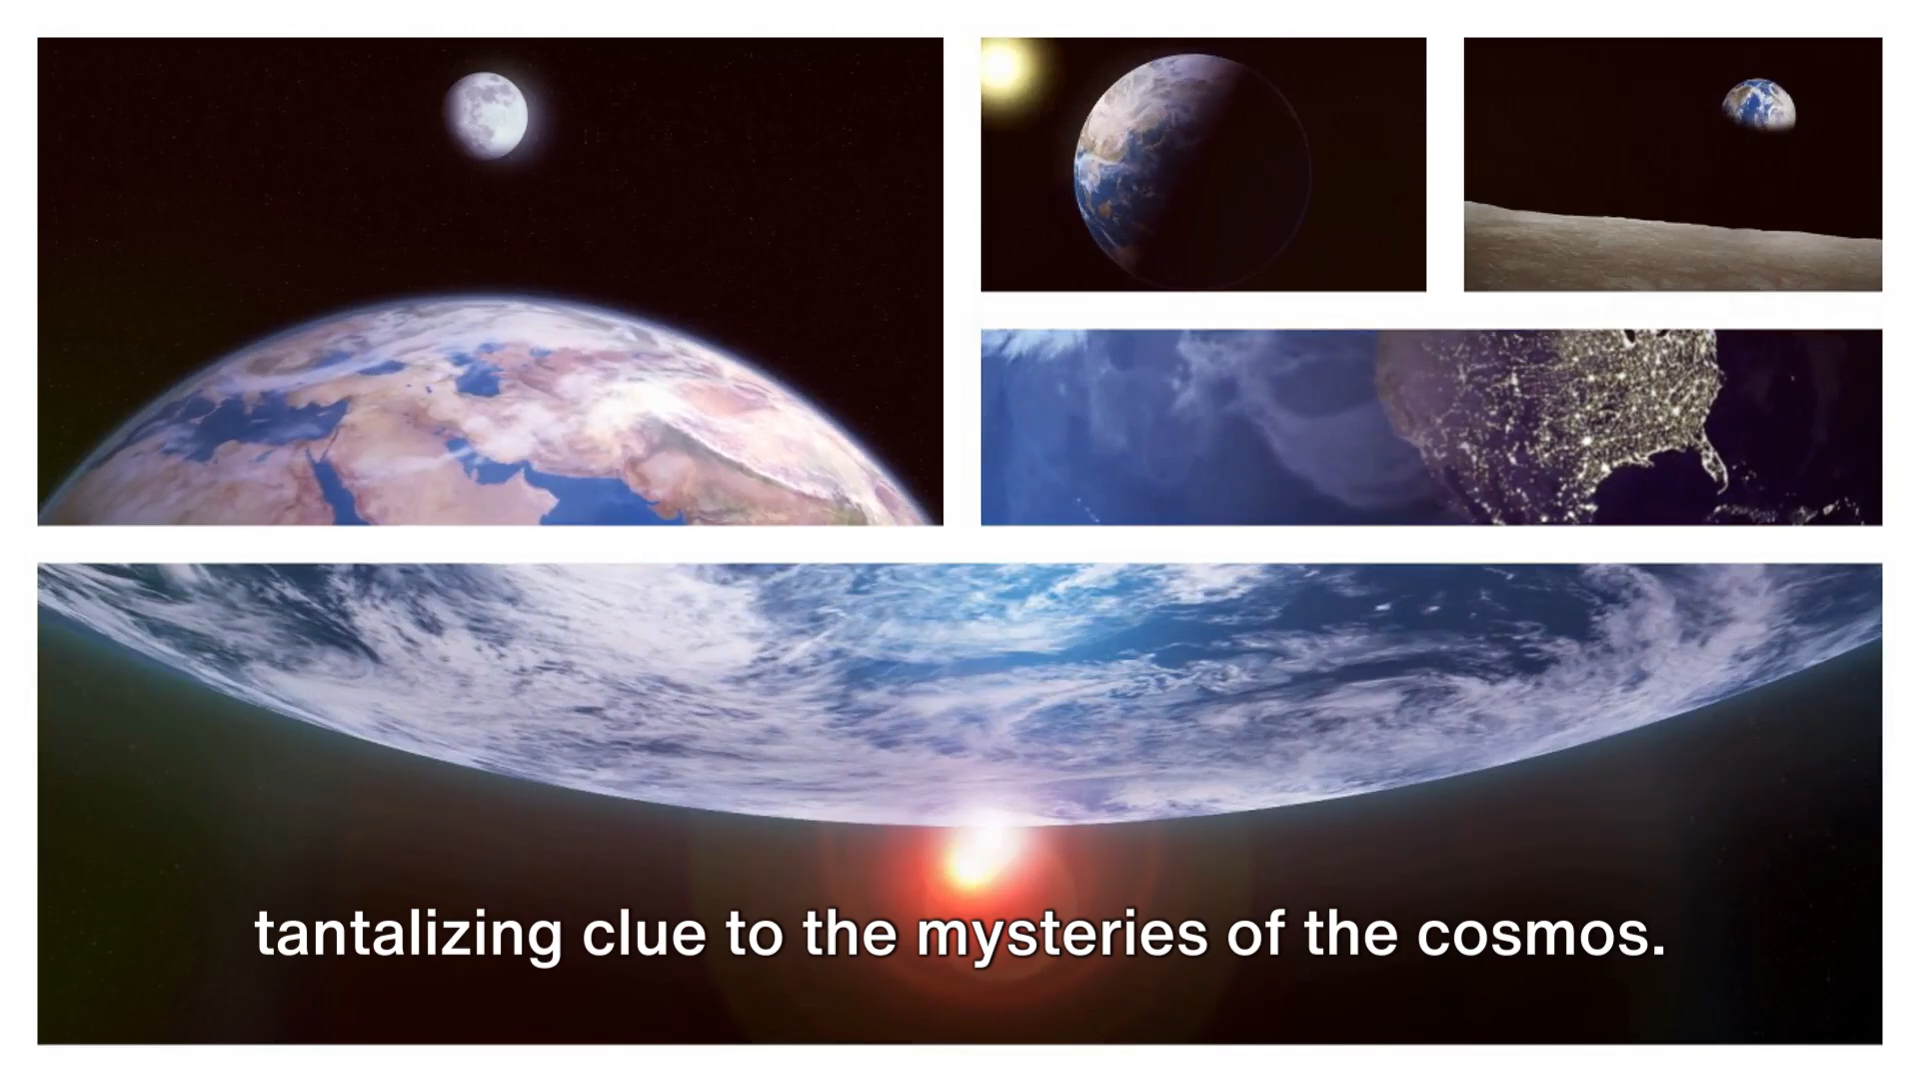 tantalizing clue to the mysteries of the cosmos.